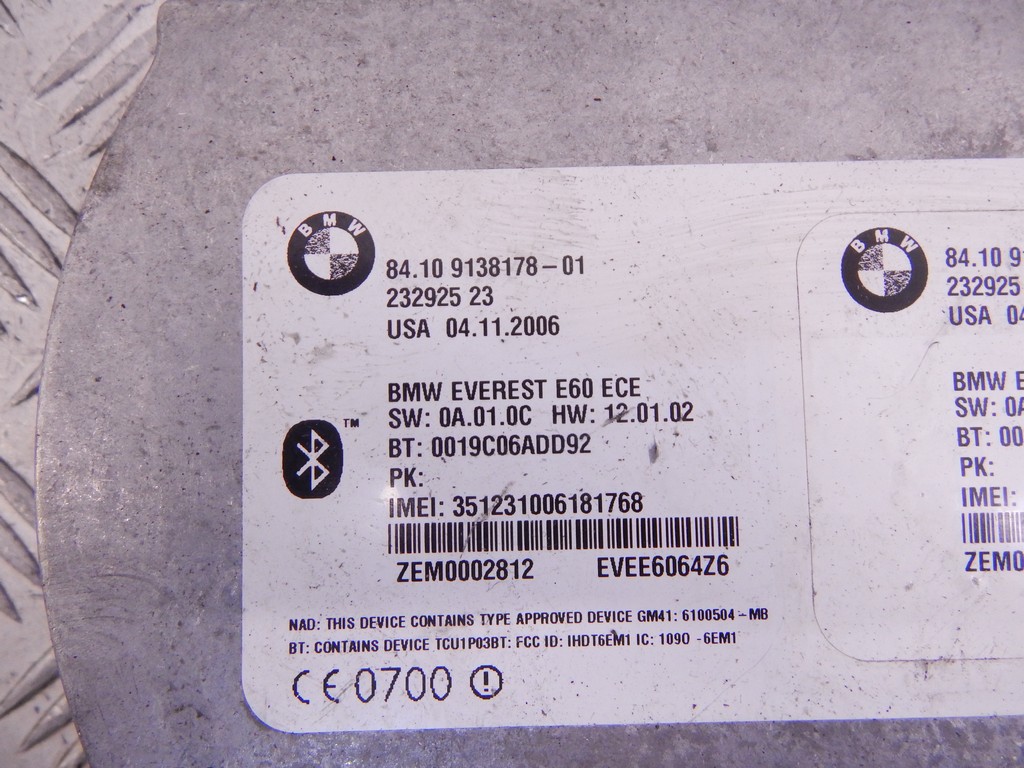 BMW
84.10 9138178-01
232925 23
USA 04.11.2006
BMW EVEREST E60 ECE
SW: 0A.01.0C HW: 12.01.02
TM
BT: 0019C06ADD92
PK:
IMEI: 351231006181768
ZEM0002812 EVEE6064Z6
NAD: THIS DEVICE CONTAINS TYPE APPROVED DEVICE GM41: 6100504-MB
BT: CONTAINS DEVICE TCU1P03BT: FCC ID: IHDT6EM1 IC: 1090 -6EM1
CE0700
BMW
84.10 91
232925
USA 04
BMW E
SW: 0A
BT: 00
PK:
IMEI:
ZEM0